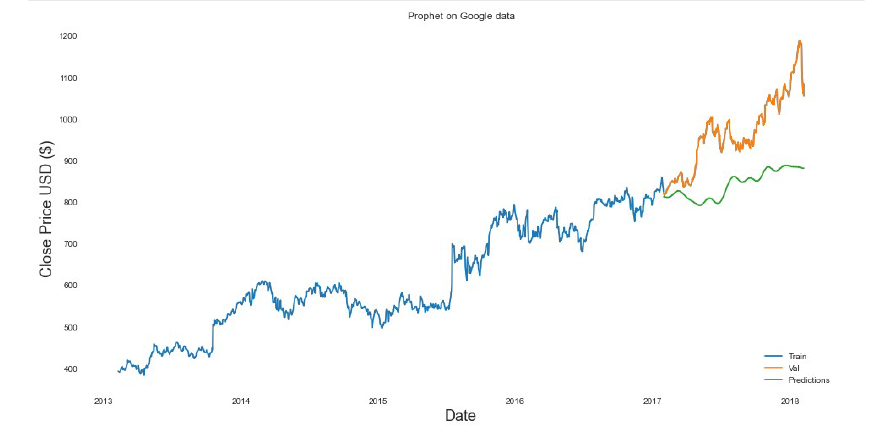 Prophet on Google data
1200
1100
1000
900
800
700
600
500
400
Close Price USD ($)
Train
Val
Predictions
2013 2014 2015 2016 2017 2018
Date